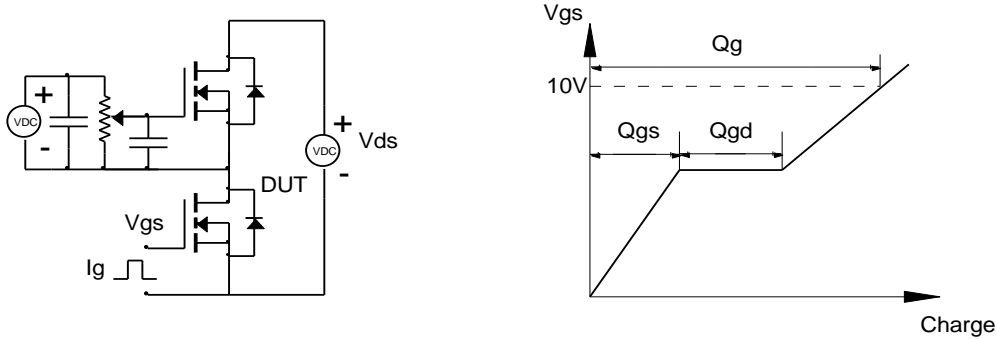 +
VDC
-
+
VDC
-
Vds
DUT
Vgs
Ig
Vgs
Qg
10V
Qgs
Qgd
Charge